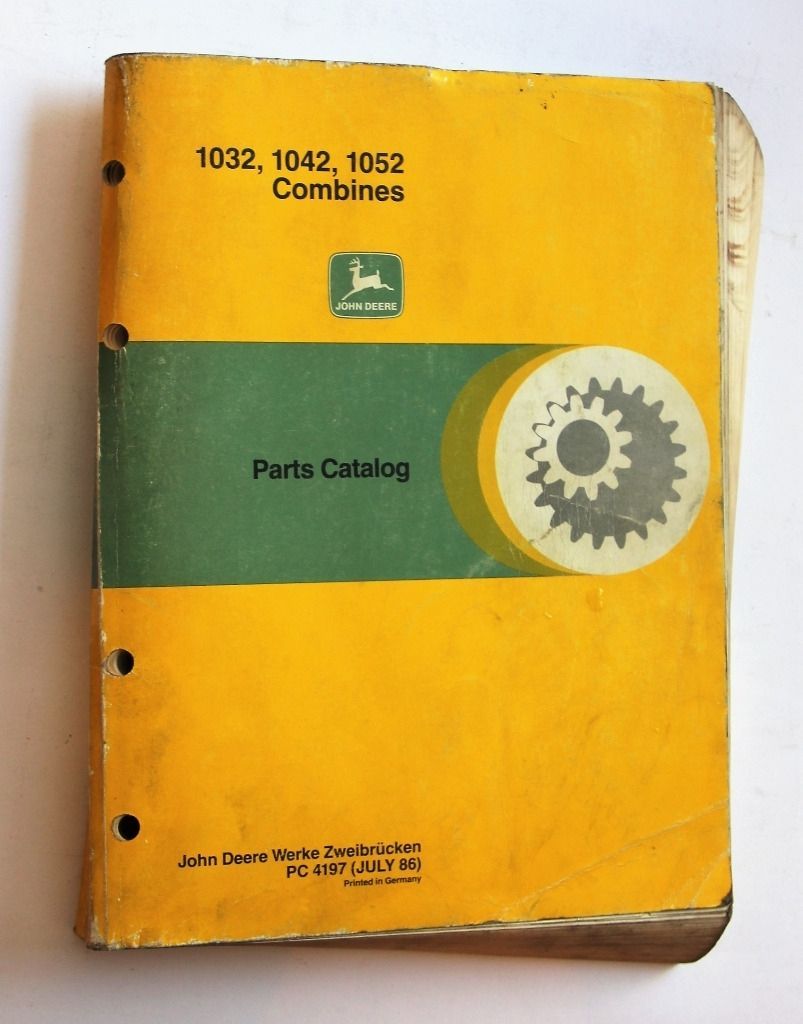 1032, 1042, 1052
Combines
JOHN DEERE
Parts Catalog
John Deere Werke Zweibrücken
PC 4197 (JULY 86)
Printed in Germany